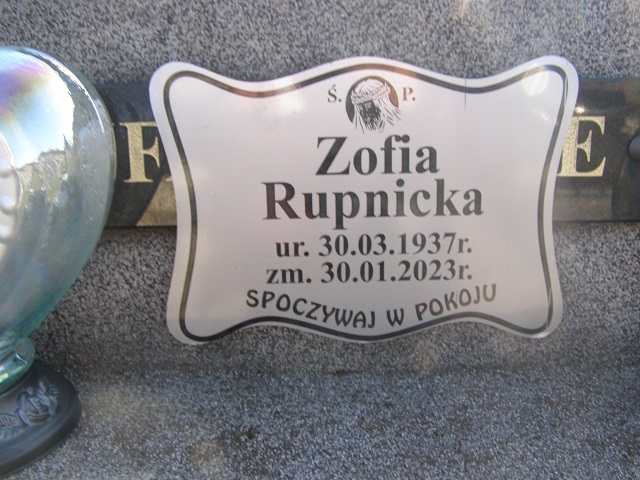 Ś. P.
Zofia
Rupnicka
ur. 30.03.1937r.
zm. 30.01.2023r.
SPOCZYWAJ W POKOJU